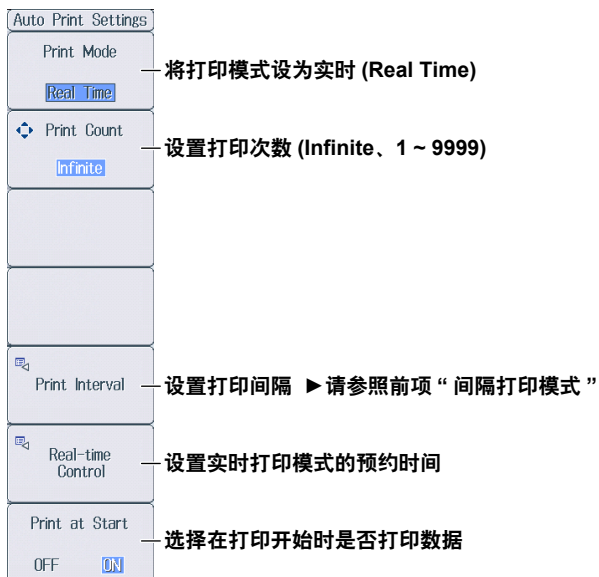 Auto Print Settings
Print Mode
Real Time
将打印模式设为实时 (Real Time)
Print Count
Infinite
设置打印次数 (Infinite、1 ~ 9999)
Print Interval
设置打印间隔 ►请参照前项 “ 间隔打印模式 ”
Real-time
Control
设置实时打印模式的预约时间
Print at Start
OFF ON
选择在打印开始时是否打印数据